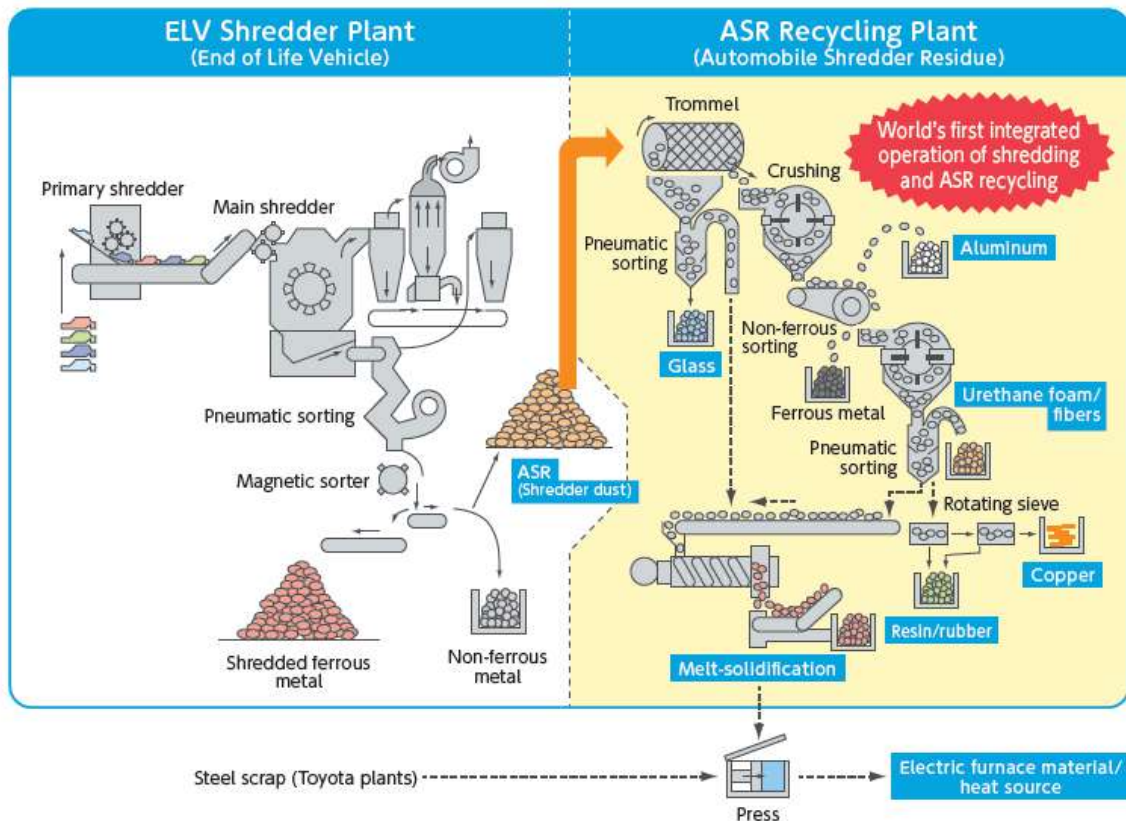 ELV Shredder Plant
(End of Life Vehicle)
ASR Recycling Plant
(Automobile Shredder Residue)
Primary shredder
Main shredder
Pneumatic sorting
Magnetic sorter
Shredded ferrous
metal
Non-ferrous
metal
ASR
(Shredder dust)
Trommel
Crushing
World's first integrated
operation of shredding
and ASR recycling
Pneumatic
sorting
Aluminum
Glass
Non-ferrous
sorting
Ferrous metal
Urethane foam/
fibers
Pneumatic
sorting
Rotating sieve
Copper
Resin/rubber
Melt-solidification
Steel scrap (Toyota plants)
Press
Electric furnace material/
heat source